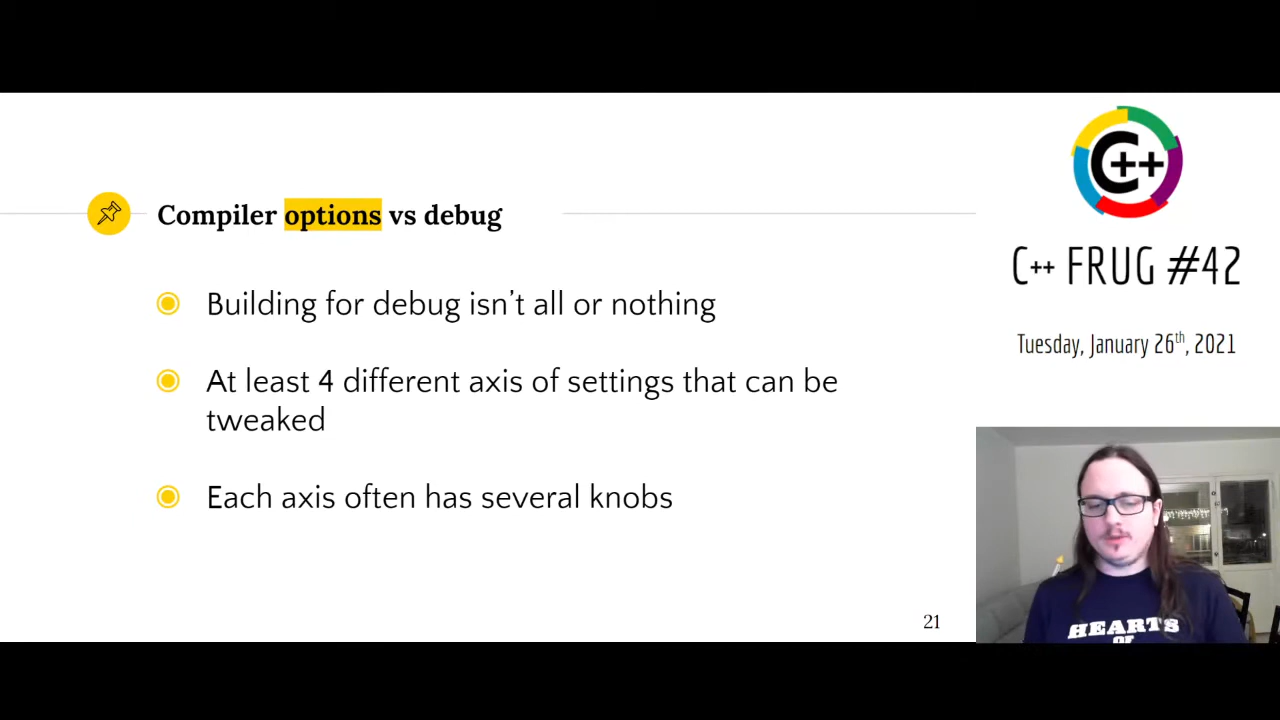 Compiler options vs debug
Building for debug isn’t all or nothing
At least 4 different axis of settings that can be
tweaked
Each axis often has several knobs
21
C++
C++ FRUG #42
Tuesday, January 26th, 2021
HEARTS
OF